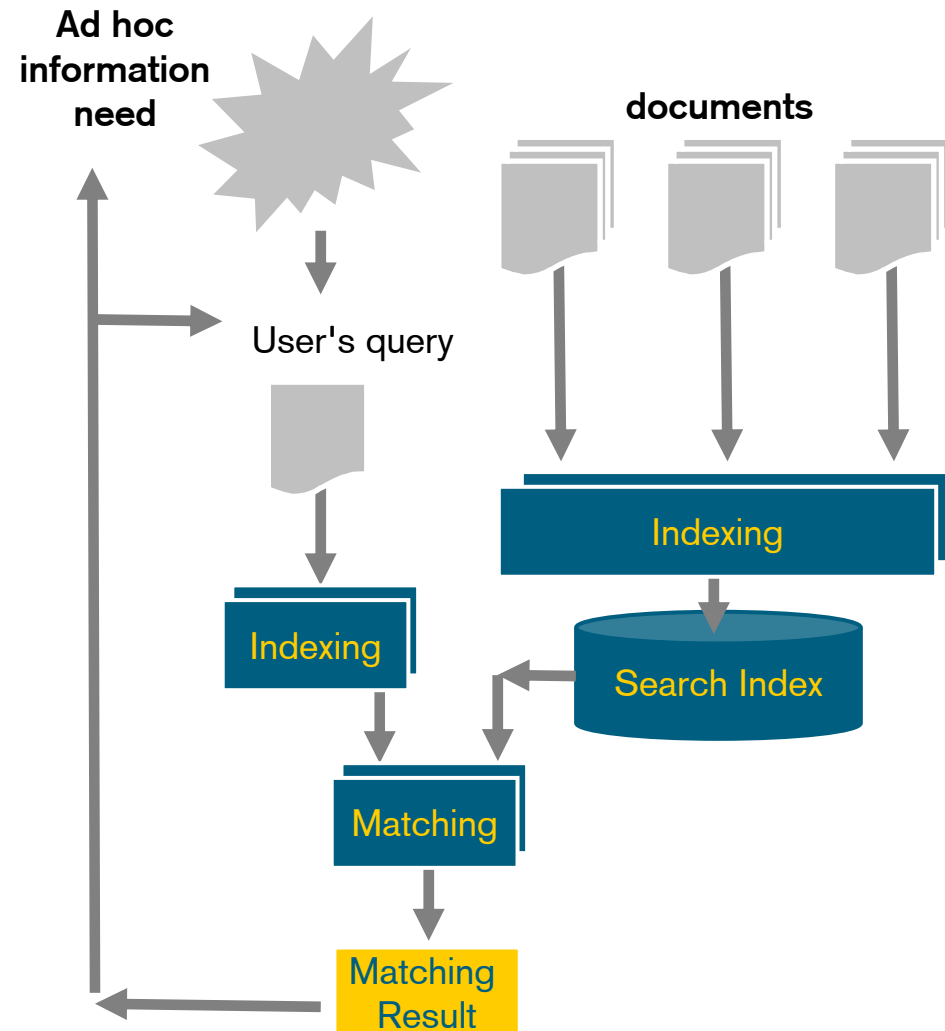 Ad hoc
information
need
documents
User's query
Indexing
Indexing
Search Index
Matching
Matching
Result